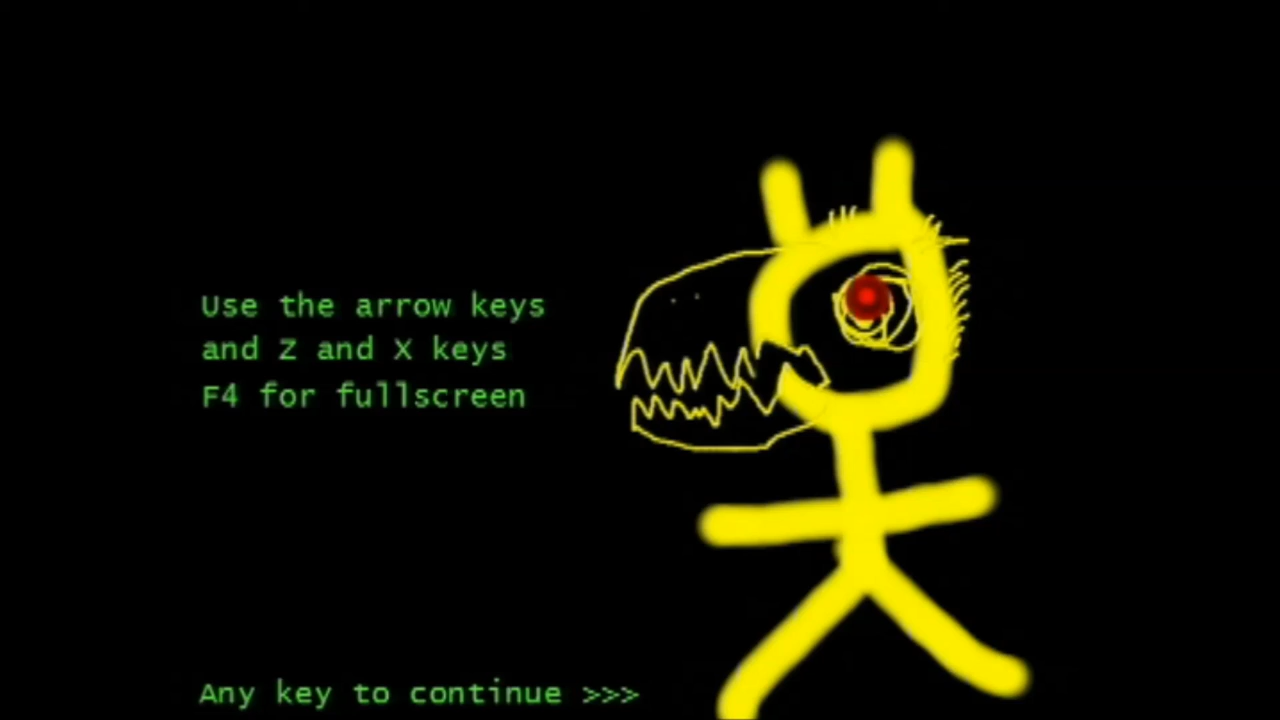 Use the arrow keys
and Z and X keys
F4 for fullscreen
Any key to continue >>>